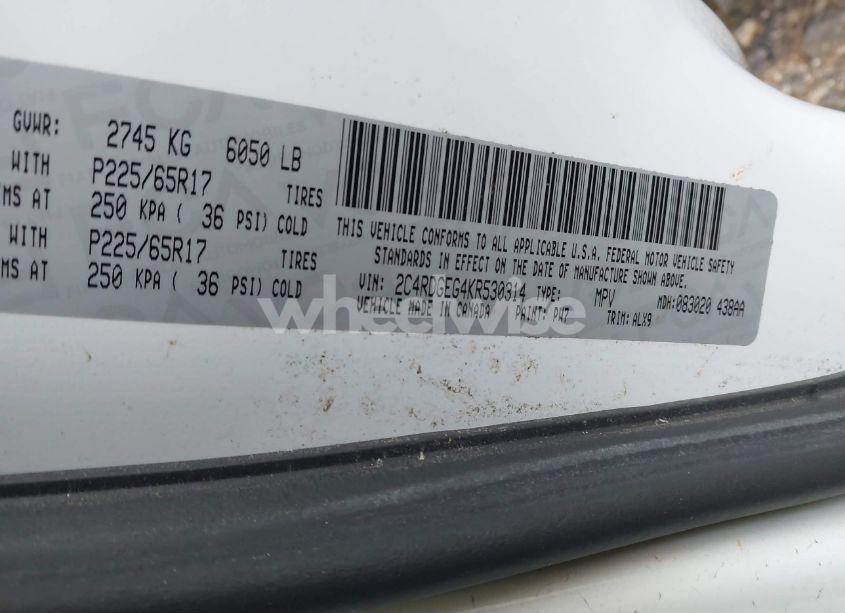 GVWR: 2745 KG 6050 LB
WITH P225/65R17 TIRES
MS AT 250 KPA ( 36 PSI) COLD
WITH P225/65R17 TIRES
MS AT 250 KPA ( 36 PSI) COLD
THIS VEHICLE CONFORMS TO ALL APPLICABLE U.S.A. FEDERAL MOTOR VEHICLE SAFETY
STANDARDS IN EFFECT ON THE DATE OF MANUFACTURE SHOWN ABOVE.
VIN: 2C4RDGEG4KR530814 TYPE: MPV MDH:083020 438AA
VEHICLE MADE IN CANADA PAINT: PW7 TRIM: ALX9
wheelwise